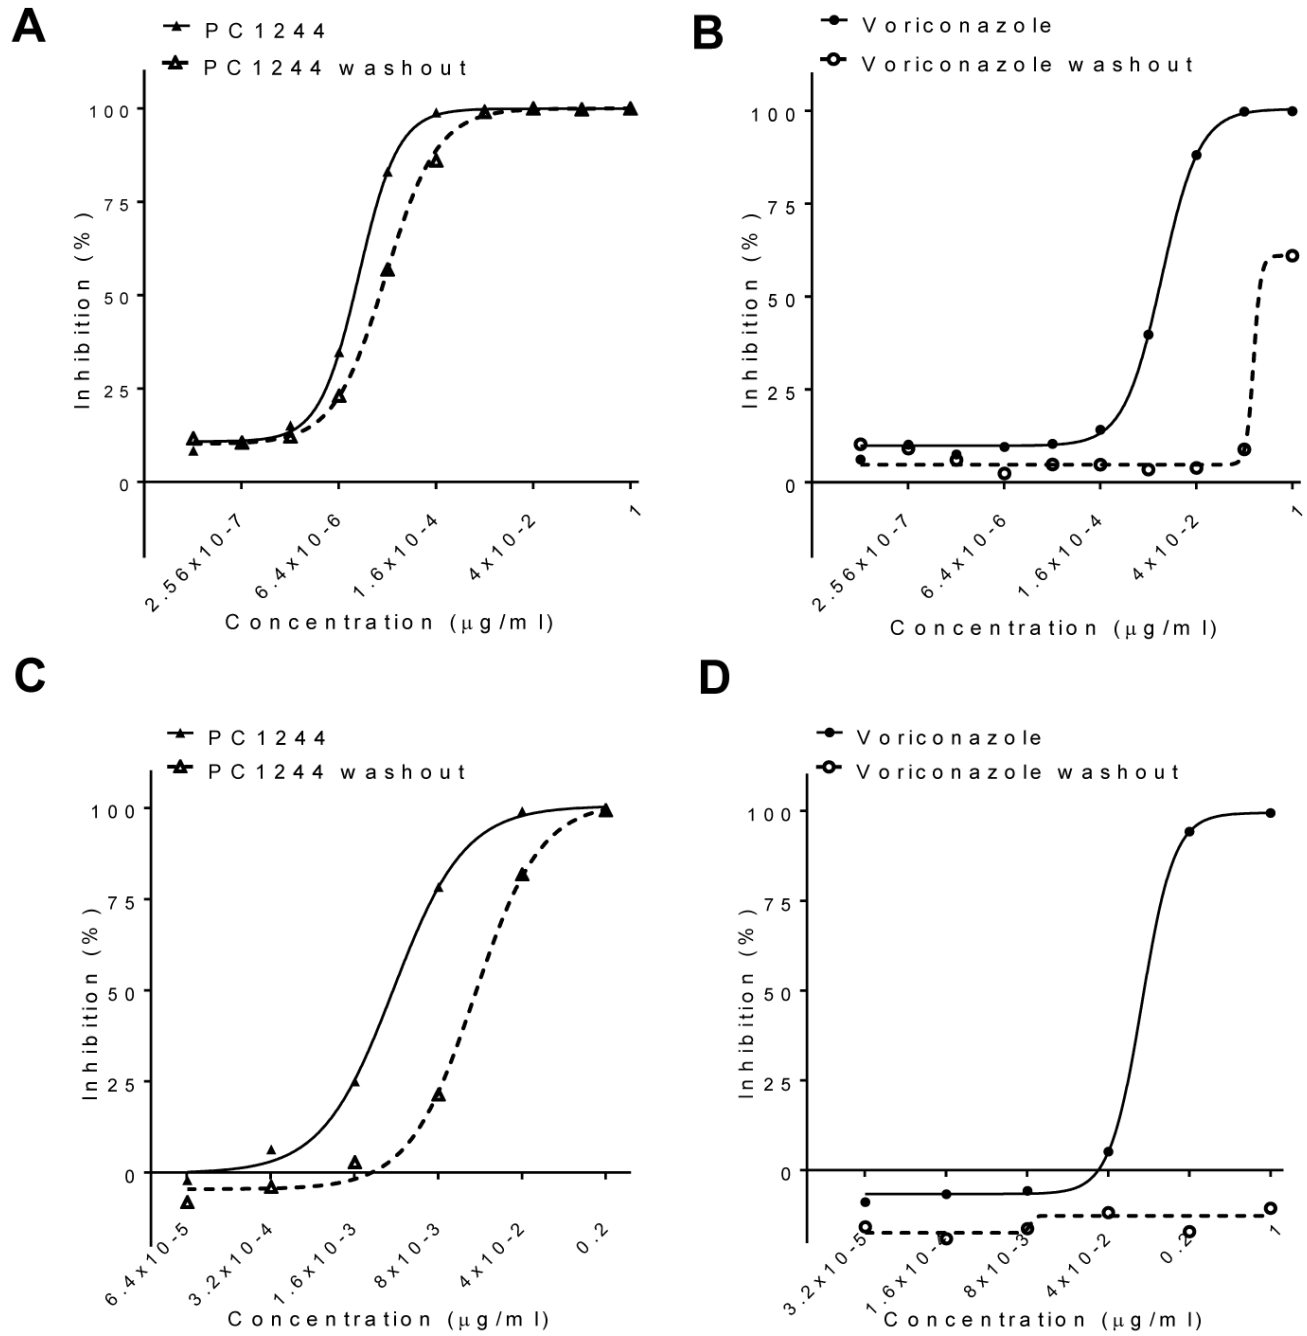 A
PC1244
PC1244 washout
100
75
50
25
0
Inhibition (%)
2.56x10-7
6.4x10-6
1.6x10-4
4x10-2
1
Concentration (μg/ml)
B
Voriconazole
Voriconazole washout
100
75
50
25
0
Inhibition (%)
2.56x10-7
6.4x10-6
1.6x10-4
4x10-2
1
Concentration (μg/ml)
C
PC1244
PC1244 washout
100
75
50
25
0
Inhibition (%)
6.4x10-5
3.2x10-4
1.6x10-3
8x10-3
4x10-2
0.2
Concentration (μg/ml)
D
Voriconazole
Voriconazole washout
100
75
50
25
0
Inhibition (%)
3.2x10-5
8x10-3
4x10-2
0.2
1
Concentration (μg/ml)